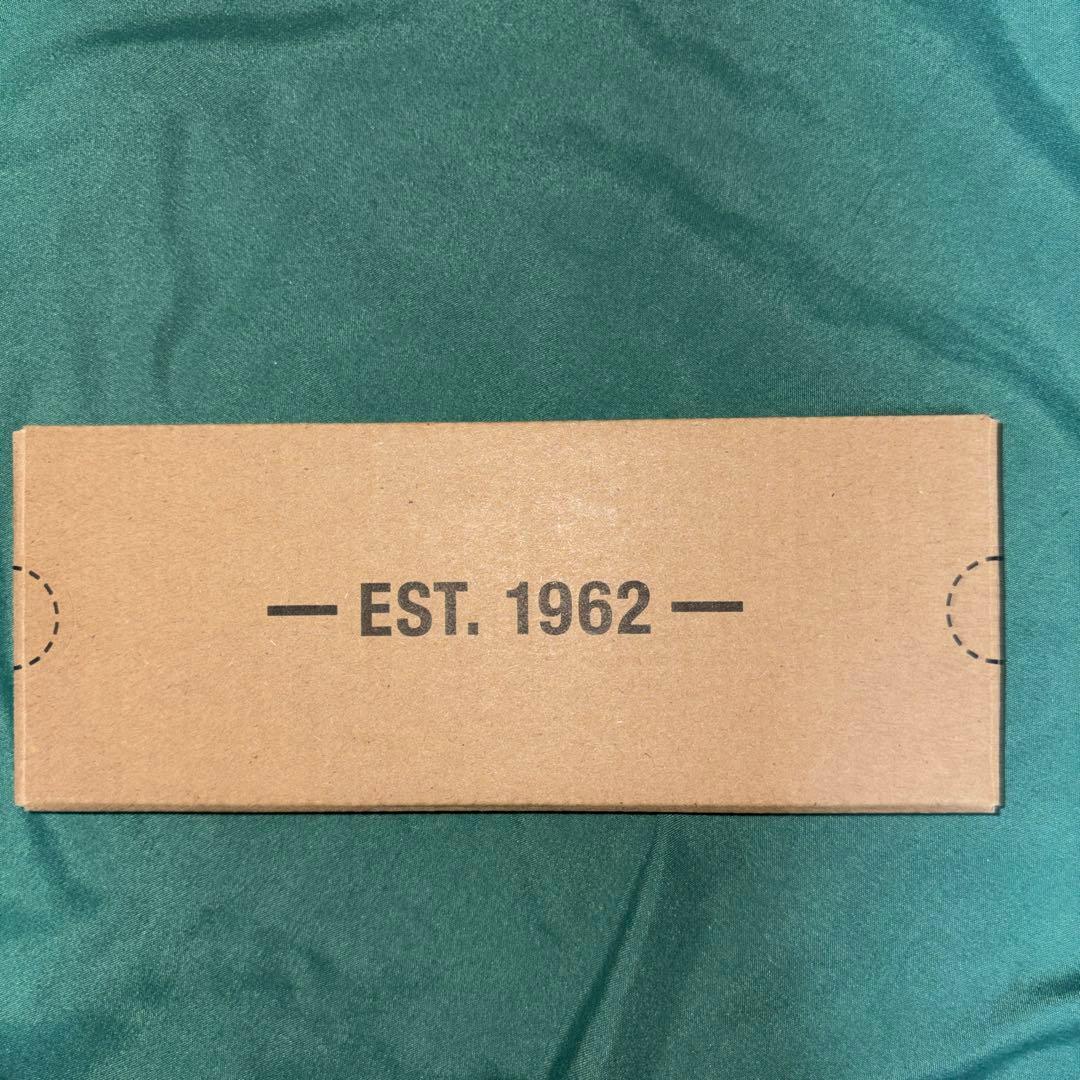 — EST. 1962 —